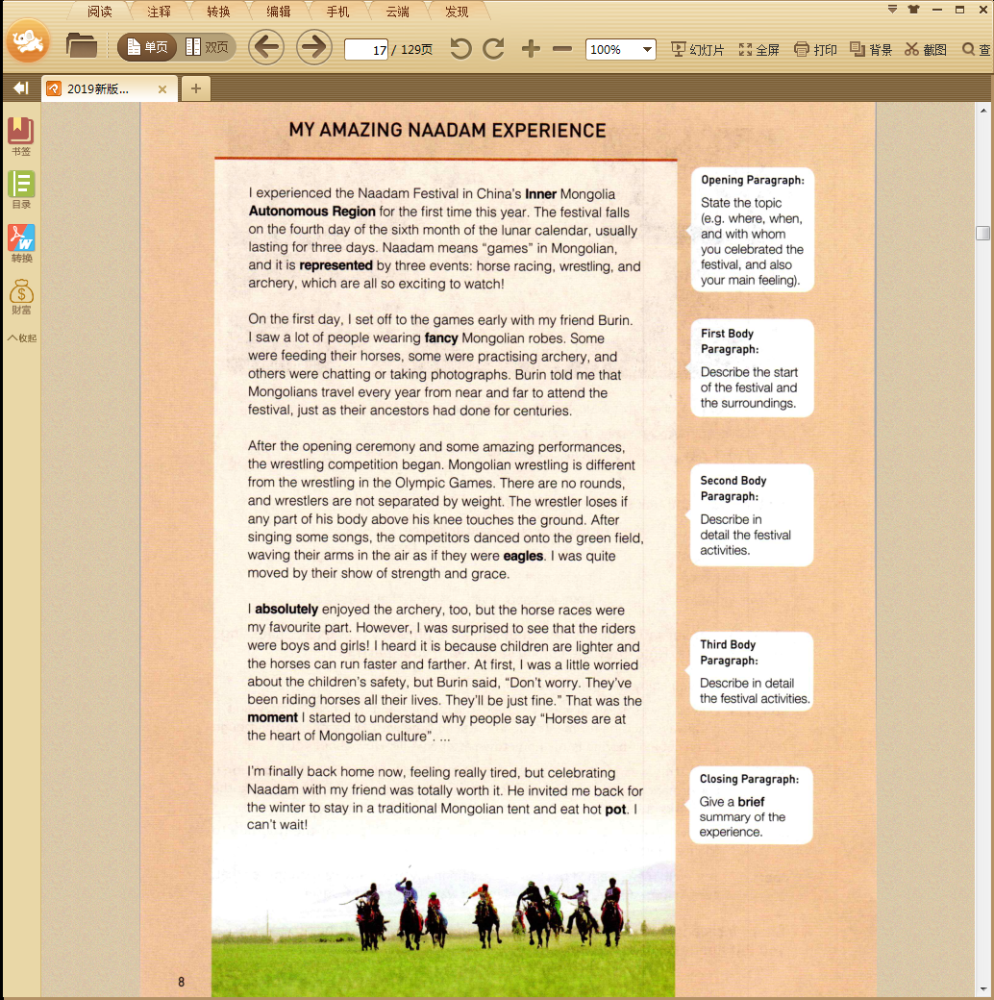 阅读 注释 转换 编辑 手机 云端 发现
单页 双页 17 / 129页 100% 幻灯片 全屏 打印 背景 截图 查
2019新版...
书签
目录
转换
财富
收起
MY AMAZING NAADAM EXPERIENCE
I experienced the Naadam Festival in China's Inner Mongolia
Autonomous Region for the first time this year. The festival falls
on the fourth day of the sixth month of the lunar calendar, usually
lasting for three days. Naadam means “games” in Mongolian,
and it is represented by three events: horse racing, wrestling, and
archery, which are all so exciting to watch!
Opening Paragraph:
State the topic
(e.g. where, when,
and with whom
you celebrated the
festival, and also
your main feeling).
On the first day, I set off to the games early with my friend Burin.
I saw a lot of people wearing fancy Mongolian robes. Some
were feeding their horses, some were practising archery, and
others were chatting or taking photographs. Burin told me that
Mongolians travel every year from near and far to attend the
festival, just as their ancestors had done for centuries.
First Body
Paragraph:
Describe the start
of the festival and
the surroundings.
After the opening ceremony and some amazing performances,
the wrestling competition began. Mongolian wrestling is different
from the wrestling in the Olympic Games. There are no rounds,
and wrestlers are not separated by weight. The wrestler loses if
any part of his body above his knee touches the ground. After
singing some songs, the competitors danced onto the green field,
waving their arms in the air as if they were eagles. I was quite
moved by their show of strength and grace.
Second Body
Paragraph:
Describe in
detail the festival
activities.
I absolutely enjoyed the archery, too, but the horse races were
my favourite part. However, I was surprised to see that the riders
were boys and girls! I heard it is because children are lighter and
the horses can run faster and farther. At first, I was a little worried
about the children's safety, but Burin said, “Don't worry. They've
been riding horses all their lives. They'll be just fine.” That was the
moment I started to understand why people say “Horses are at
the heart of Mongolian culture”. ...
Third Body
Paragraph:
Describe in detail
the festival activities.
I'm finally back home now, feeling really tired, but celebrating
Naadam with my friend was totally worth it. He invited me back for
the winter to stay in a traditional Mongolian tent and eat hot pot. I
can't wait!
Closing Paragraph:
Give a brief
summary of the
experience.
8